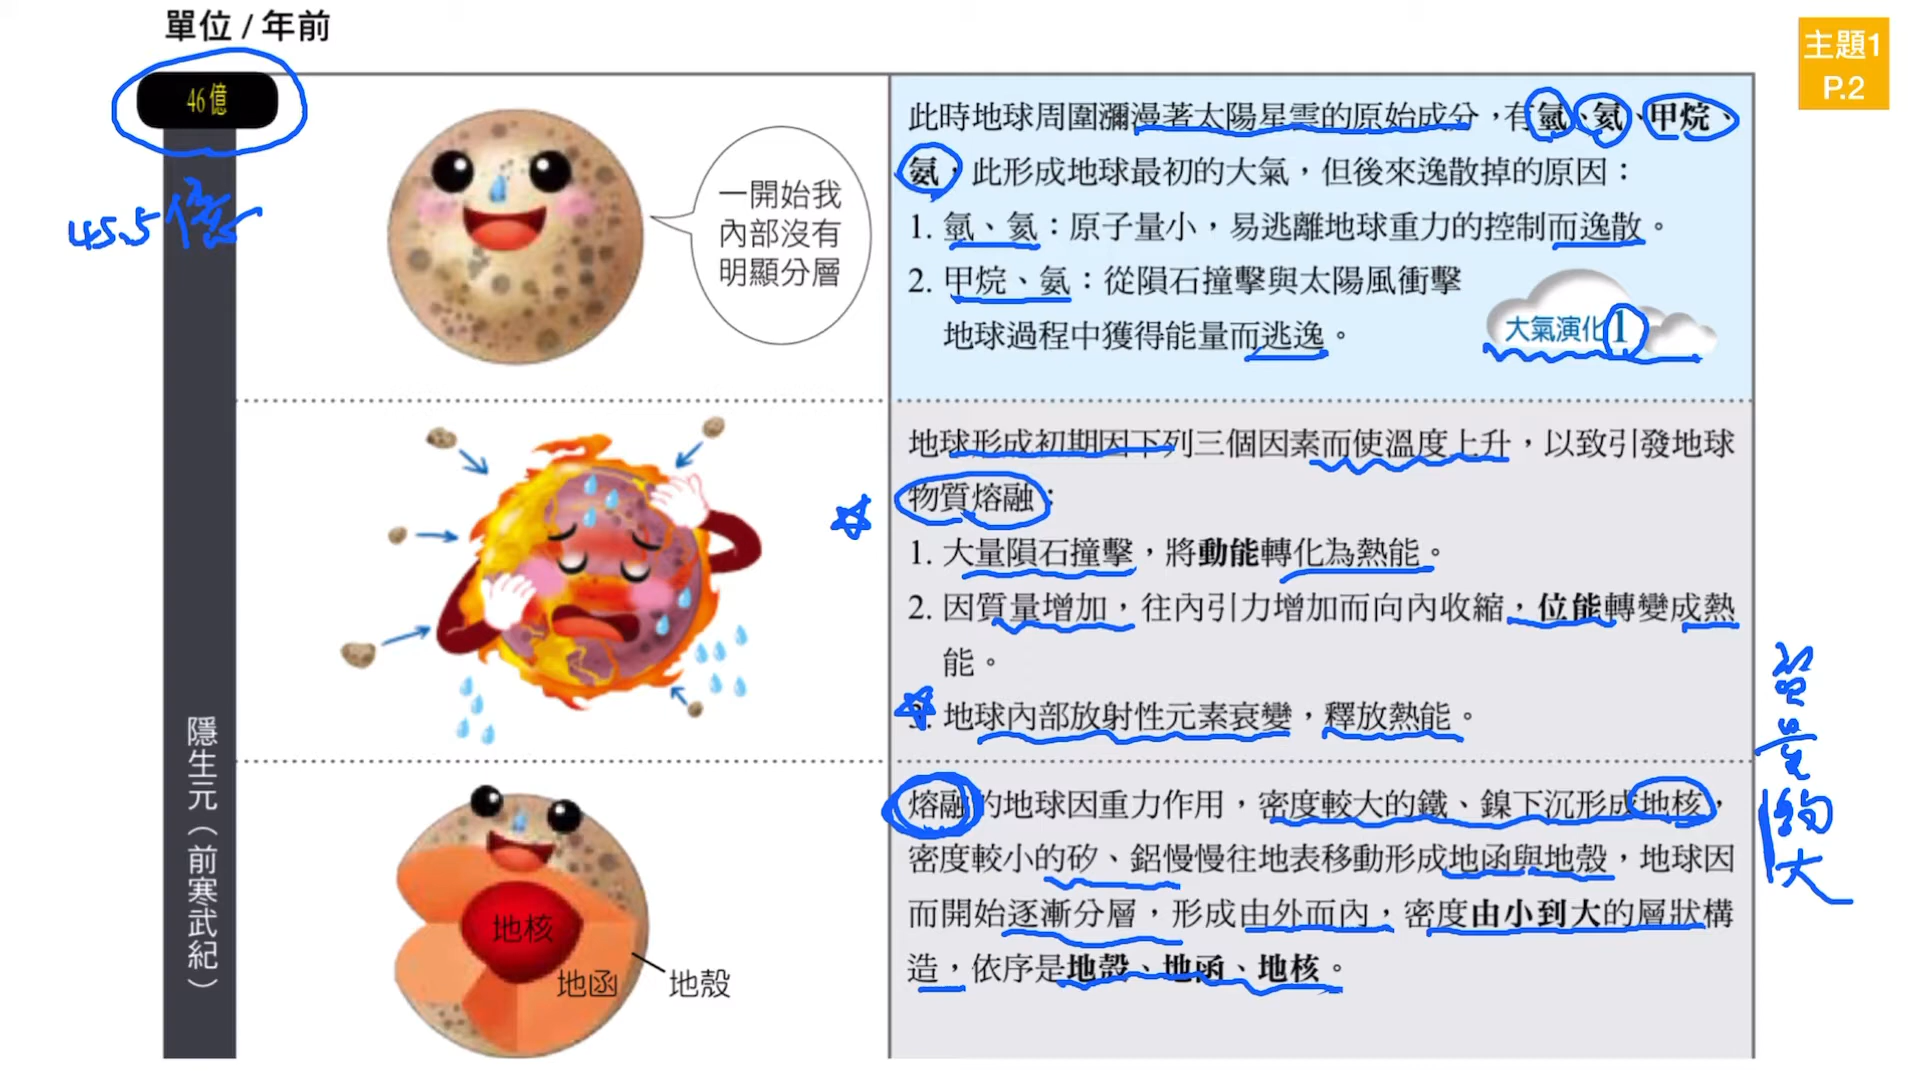 單位 / 年前
主題1
P.2
46億
45.5億
一開始我
內部沒有
明顯分層
此時地球周圍瀰漫著太陽星雲的原始成分，有氫、氦、甲烷、
氨，此形成地球最初的大氣，但後來逸散掉的原因：
1. 氫、氦：原子量小，易逃離地球重力的控制而逸散。
2. 甲烷、氨：從隕石撞擊與太陽風衝擊
地球過程中獲得能量而逃逸。
大氣演化1
地球形成初期因下列三個因素而使溫度上升，以致引發地球
物質熔融：
1. 大量隕石撞擊，將動能轉化為熱能。
2. 因質量增加，往內引力增加而向內收縮，位能轉變成熱
能。
3. 地球內部放射性元素衰變，釋放熱能。
隱生元（前寒武紀）
地核
地函
地殼
熔融的地球因重力作用，密度較大的鐵、鎳下沉形成地核，
密度較小的矽、鋁慢慢往地表移動形成地函與地殼，地球因
而開始逐漸分層，形成由外而內，密度由小到大的層狀構
造，依序是地殼、地函、地核。